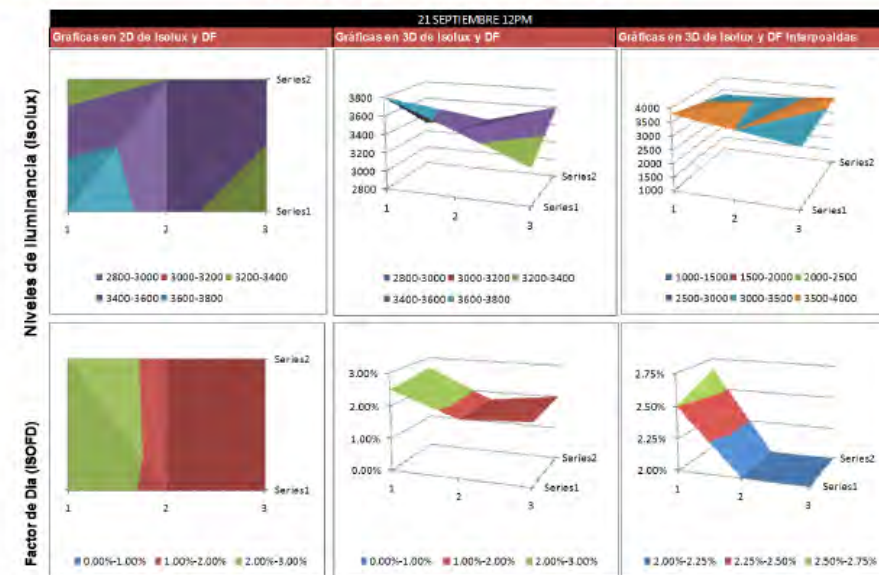 21 SEPTIEMBRE 12PM
Gráficas en 2D de Isolux y DF
Gráficas en 3D de Isolux y DF
Gráficas en 3D de Isolux y DF Interpoaldas
Niveles de Iluminancia (Isolux)
Series2
Series1
1 2 3
2800-3000 3000-3200 3200-3400
3400-3600 3600-3800
3800
3600
3400
3200
3000
2800
Series2
Series1
1 2 3
2800-3000 3000-3200 3200-3400
3400-3600 3600-3800
4000
3500
3000
2500
2000
1500
1000
Series2
Series1
1 2 3
1000-1500 1500-2000 2000-2500
2500-3000 3000-3500 3500-4000
Factor de Dia (ISOFD)
Series2
Series1
1 2 3
0.00%-1.00% 1.00%-2.00% 2.00%-3.00%
3.00%
2.00%
1.00%
0.00%
Series2
Series1
1 2 3
0.00%-1.00% 1.00%-2.00% 2.00%-3.00%
2.75%
2.50%
2.25%
2.00%
Series2
Series1
1 2 3
2.00%-2.25% 2.25%-2.50% 2.50%-2.75%